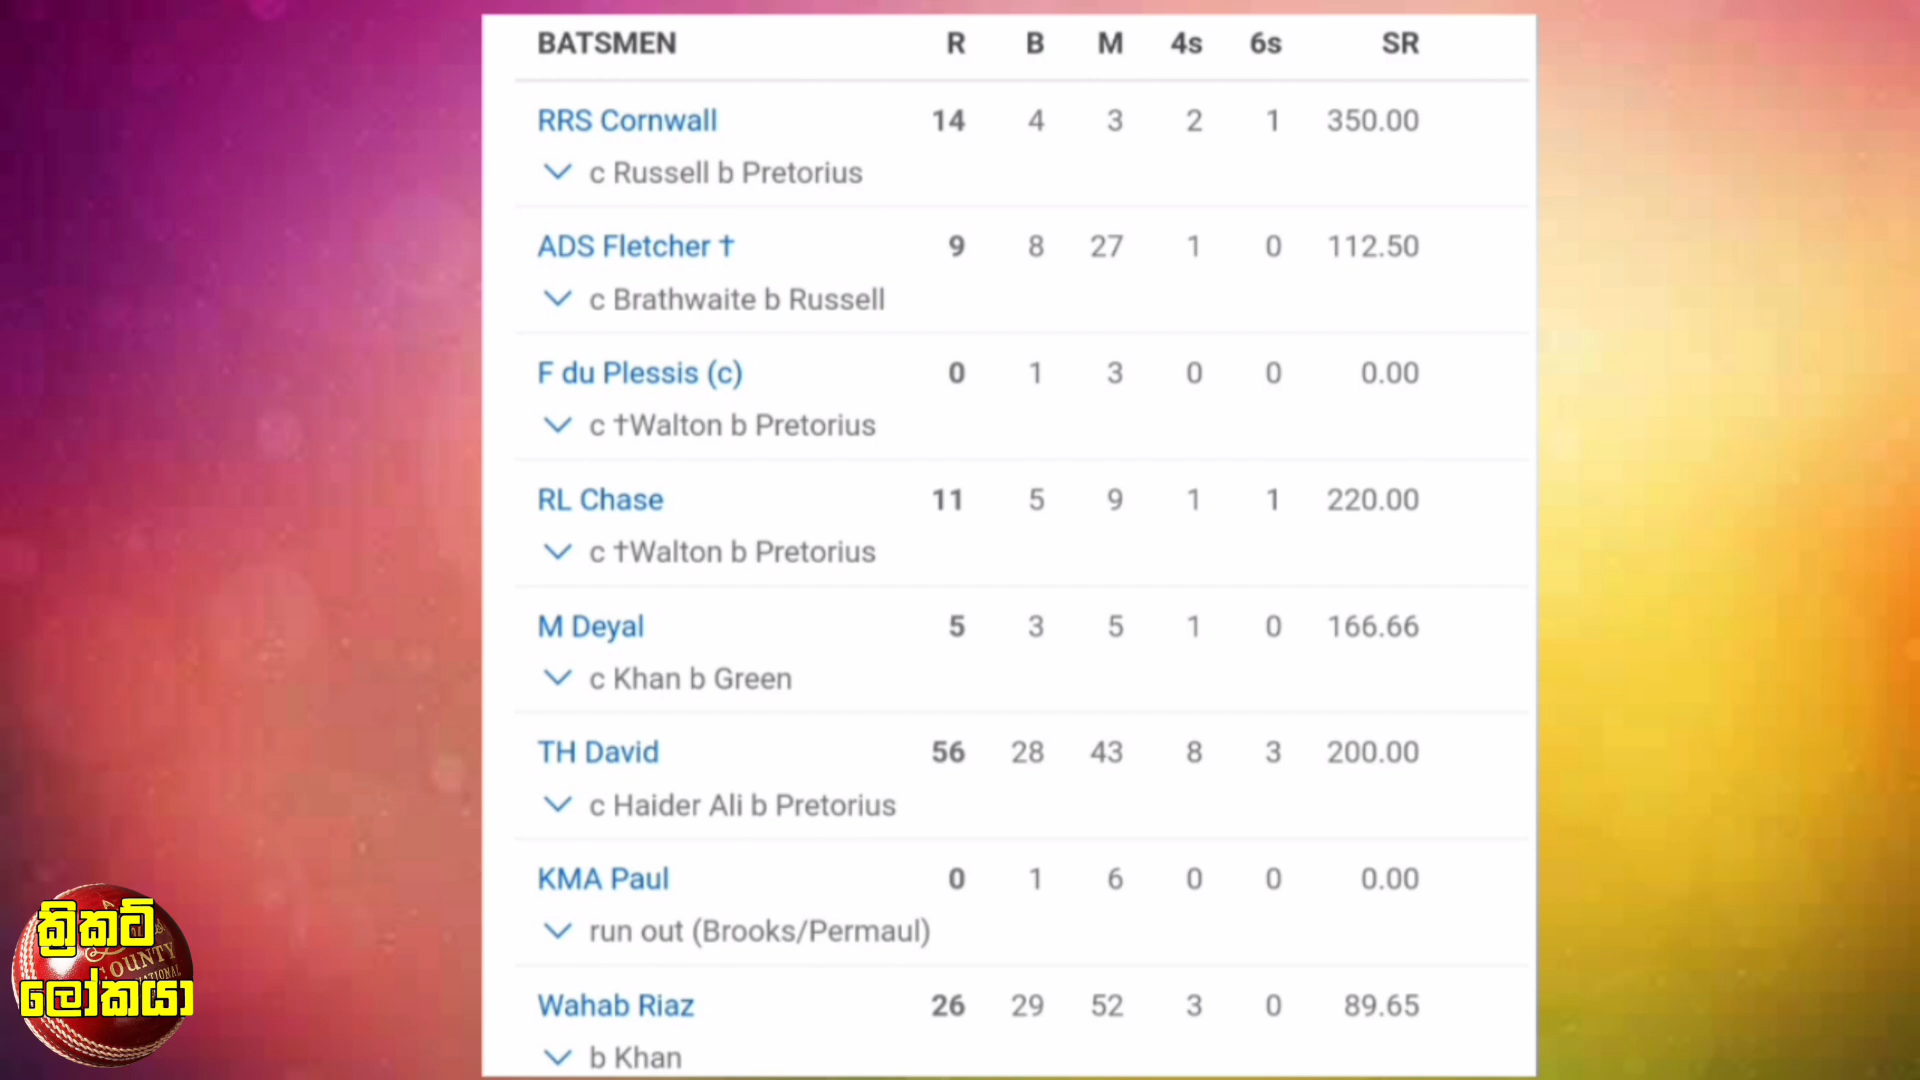 BATSMEN R B M 4s 6s SR
RRS Cornwall 14 4 3 2 1 350.00
c Russell b Pretorius
ADS Fletcher † 9 8 27 1 0 112.50
c Brathwaite b Russell
F du Plessis (c) 0 1 3 0 0 0.00
c †Walton b Pretorius
RL Chase 11 5 9 1 1 220.00
c †Walton b Pretorius
M Deyal 5 3 5 1 0 166.66
c Khan b Green
TH David 56 28 43 8 3 200.00
c Haider Ali b Pretorius
KMA Paul 0 1 6 0 0 0.00
run out (Brooks/Permaul)
Wahab Riaz 26 29 52 3 0 89.65
b Khan
ක්‍රිකට්
COUNTY
ලෝකයා